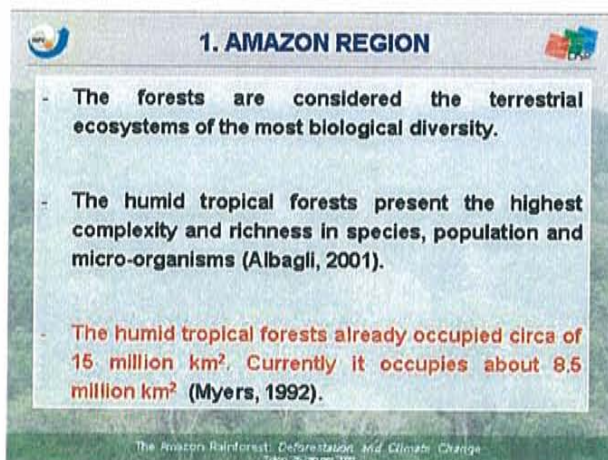 1. AMAZON REGION
- The forests are considered the terrestrial
ecosystems of the most biological diversity.
- The humid tropical forests present the highest
complexity and richness in species, population and
micro-organisms (Albagli, 2001).
- The humid tropical forests already occupied circa of
15 million km². Currently it occupies about 8.5
million km² (Myers, 1992).
The Amazon Rainforest: Deforestation and Climate Change